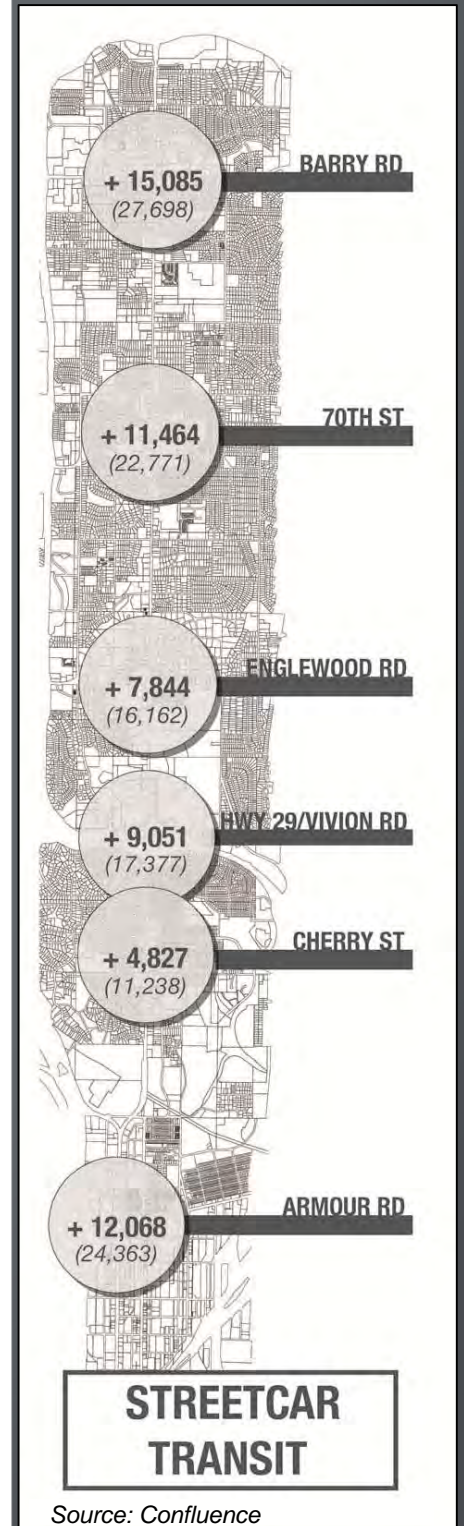 BARRY RD
+ 15,085
(27,698)
70TH ST
+ 11,464
(22,771)
ENGLEWOOD RD
+ 7,844
(16,162)
HWY 29/VIVION RD
+ 9,051
(17,377)
CHERRY ST
+ 4,827
(11,238)
ARMOUR RD
+ 12,068
(24,363)
STREETCAR
TRANSIT
Source: Confluence